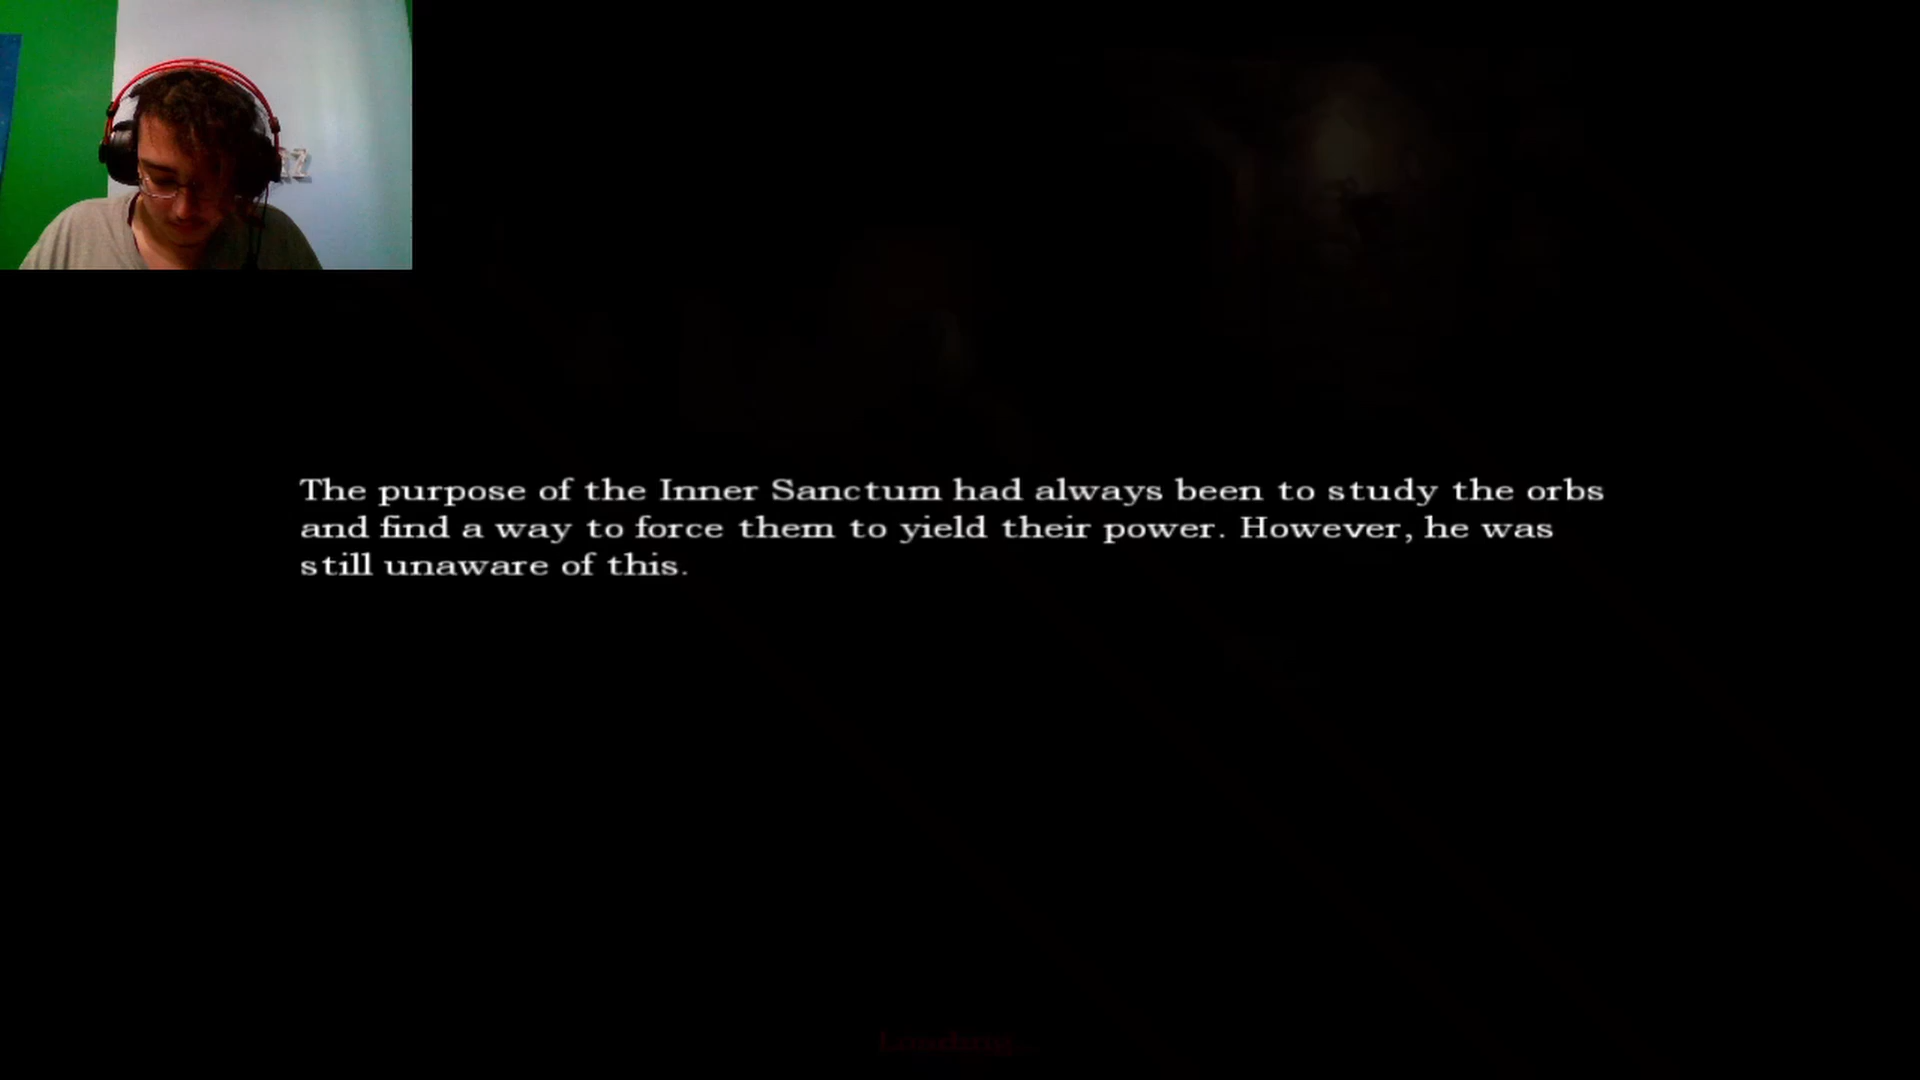 The purpose of the Inner Sanctum had always been to study the orbs
and find a way to force them to yield their power. However, he was
still unaware of this.
Loading...